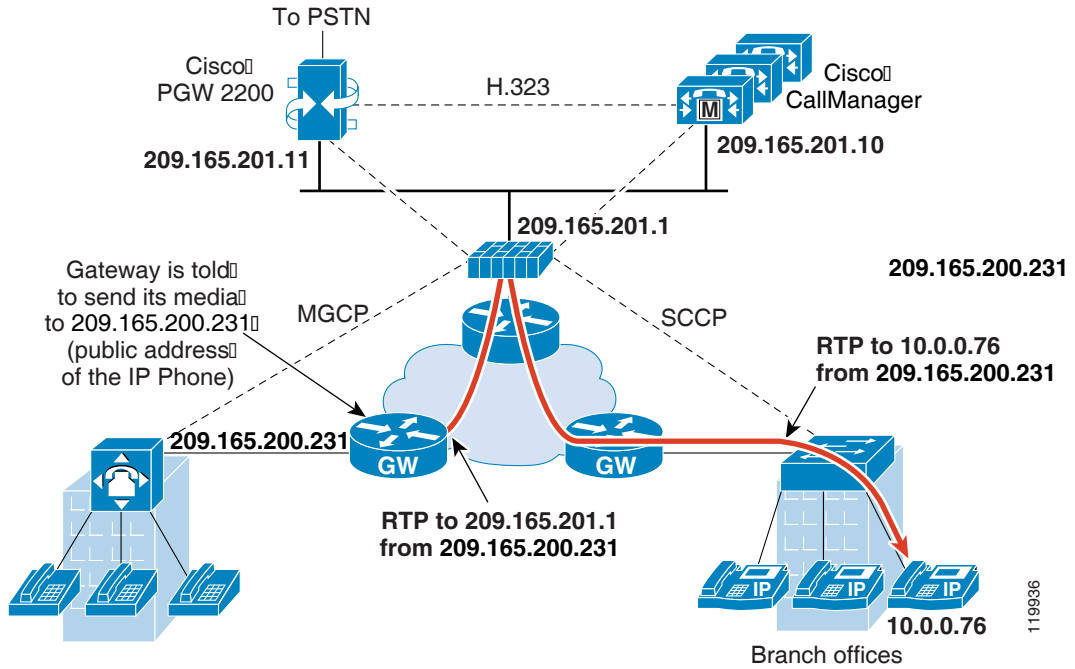 To PSTN
Cisco
PGW 2200
H.323
Cisco
CallManager
M
209.165.201.11
209.165.201.10
209.165.201.1
Gateway is told
to send its media
to 209.165.200.231
(public address
of the IP Phone)
MGCP
SCCP
209.165.200.231
RTP to 10.0.0.76
from 209.165.200.231
209.165.200.231
GW
GW
RTP to 209.165.201.1
from 209.165.200.231
IP
IP
IP
10.0.0.76
Branch offices
119936